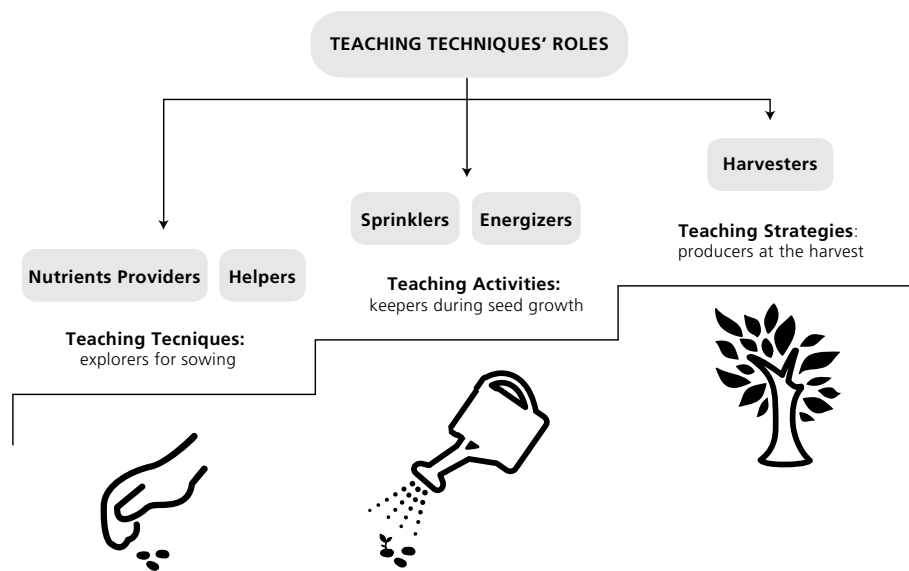 TEACHING TECHNIQUES’ ROLES
Nutrients Providers
Helpers
Teaching Tecniques:
explorers for sowing
Sprinklers
Energizers
Teaching Activities:
keepers during seed growth
Harvesters
Teaching Strategies:
producers at the harvest